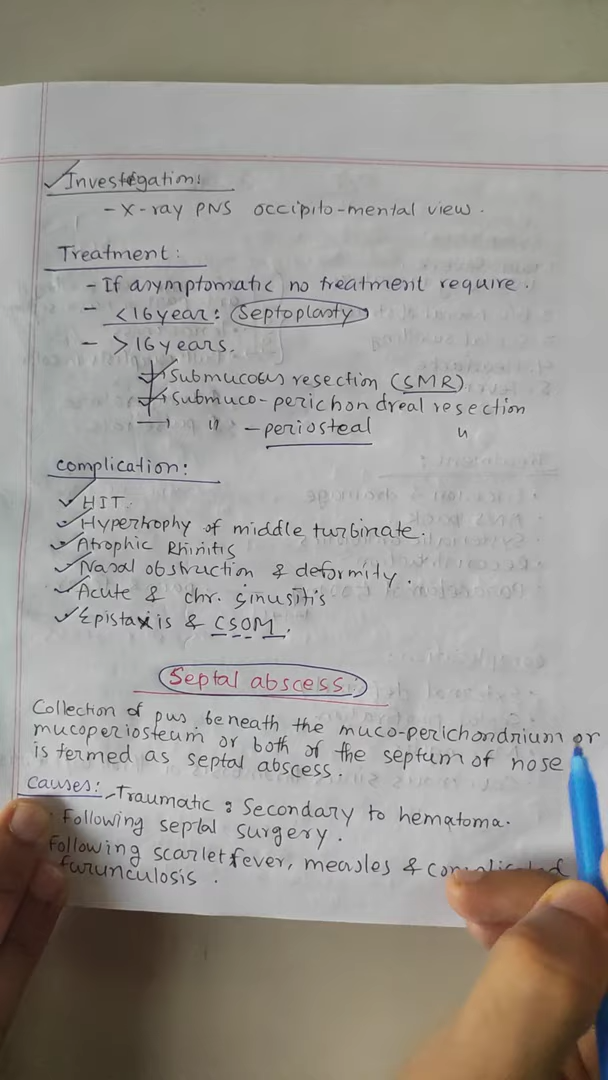 Investigation:
- X-ray PNS occipito-mental view.
Treatment:
- If asymptomatic no treatment require.
- <16year: Septoplasty
- >16years.
Submucous resection (SMR)
Submuco-perichondreal resection
" -periosteal "
complication:
HIT.
Hypertrophy of middle turbinate.
Atrophic Rhinitis
Nasal obstruction & deformity.
Acute & chr. sinusitis
Epistaxis & CSOM.
Septal abscess
Collection of pus beneath the muco-perichondrium or
mucoperiosteum or both of the septum of nose
is termed as septal abscess.
causes: - Traumatic: Secondary to hematoma.
Following septal surgery.
Following scarlet fever, measles &
furunculosis.